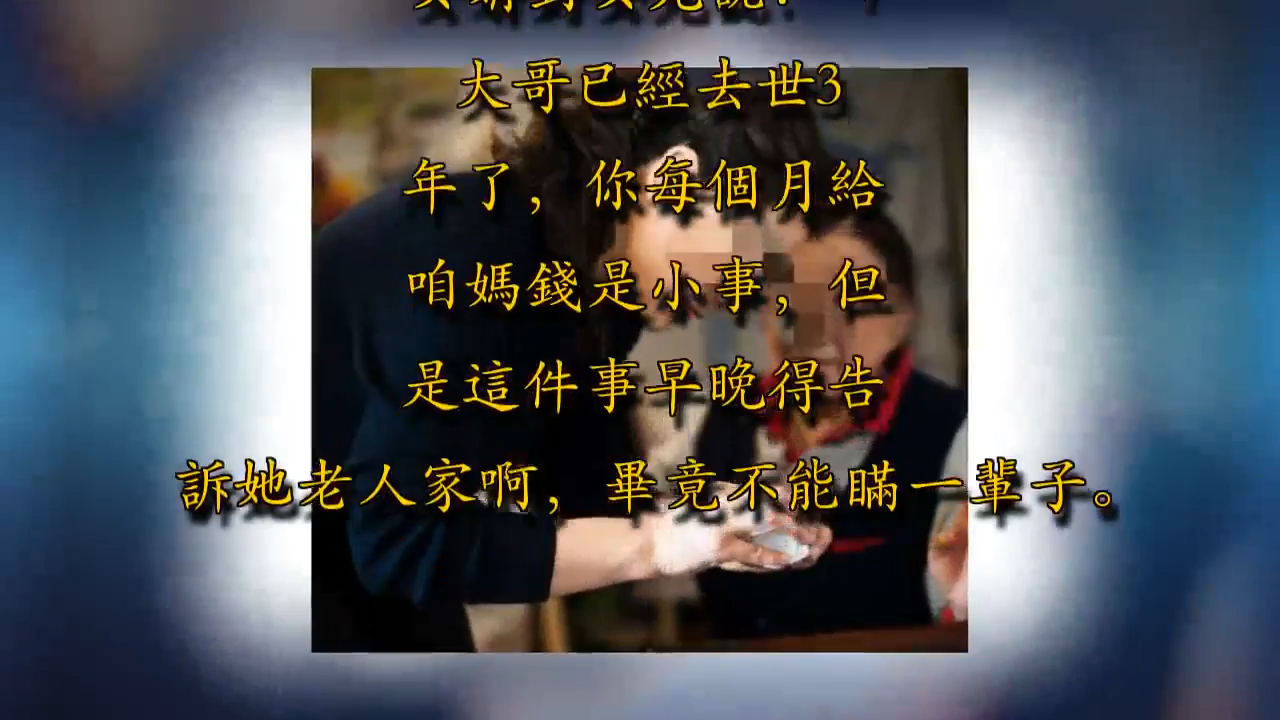 大哥已經去世3
年了，你每個月給
咱媽錢是小事，但
是這件事早晚得告
訴她老人家啊，畢竟不能瞞一輩子。